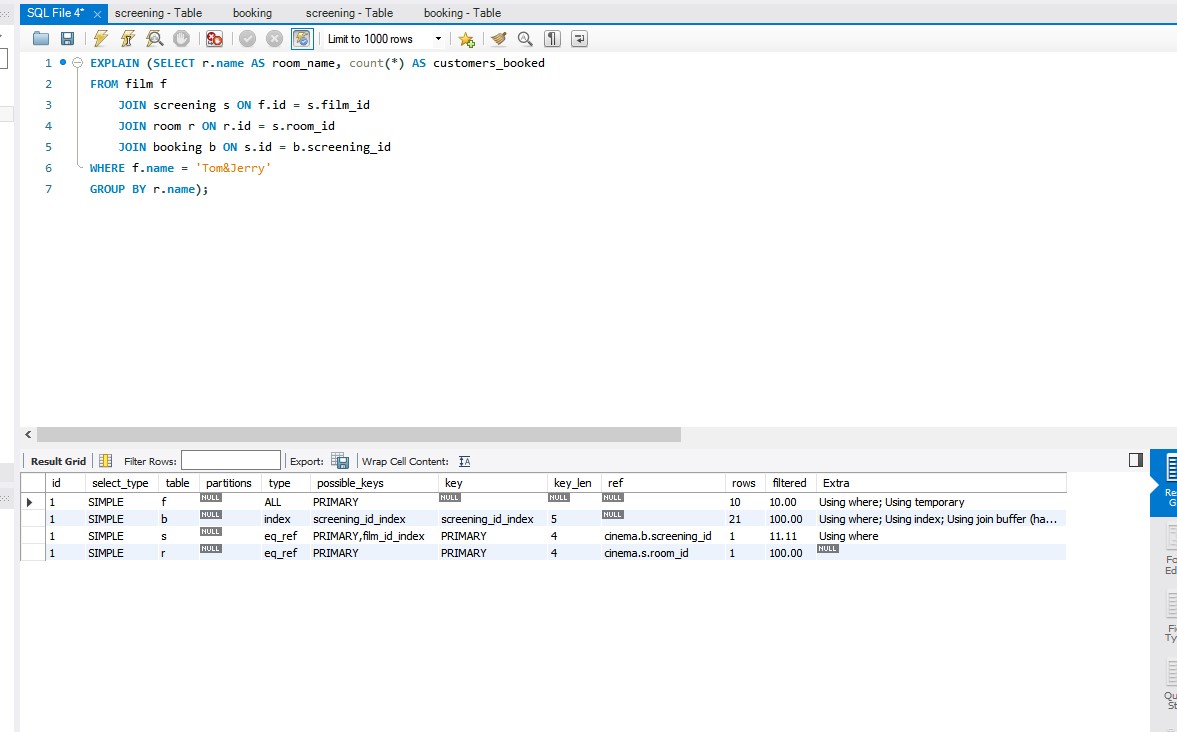 SQL File 4* screening - Table booking screening - Table booking - Table
Limit to 1000 rows
1 EXPLAIN (SELECT r.name AS room_name, count(*) AS customers_booked
2 FROM film f
3 JOIN screening s ON f.id = s.film_id
4 JOIN room r ON r.id = s.room_id
5 JOIN booking b ON s.id = b.screening_id
6 WHERE f.name = 'Tom&Jerry'
7 GROUP BY r.name);
Result Grid Filter Rows: Export: Wrap Cell Content:
id select_type table partitions type possible_keys key key_len ref rows filtered Extra
1 SIMPLE f NULL ALL PRIMARY NULL NULL NULL 10 10.00 Using where; Using temporary
1 SIMPLE b NULL index screening_id_index screening_id_index 5 NULL 21 100.00 Using where; Using index; Using join buffer (ha...
1 SIMPLE s NULL eq_ref PRIMARY,film_id_index PRIMARY 4 cinema.b.screening_id 1 11.11 Using where
1 SIMPLE r NULL eq_ref PRIMARY PRIMARY 4 cinema.s.room_id 1 100.00 NULL